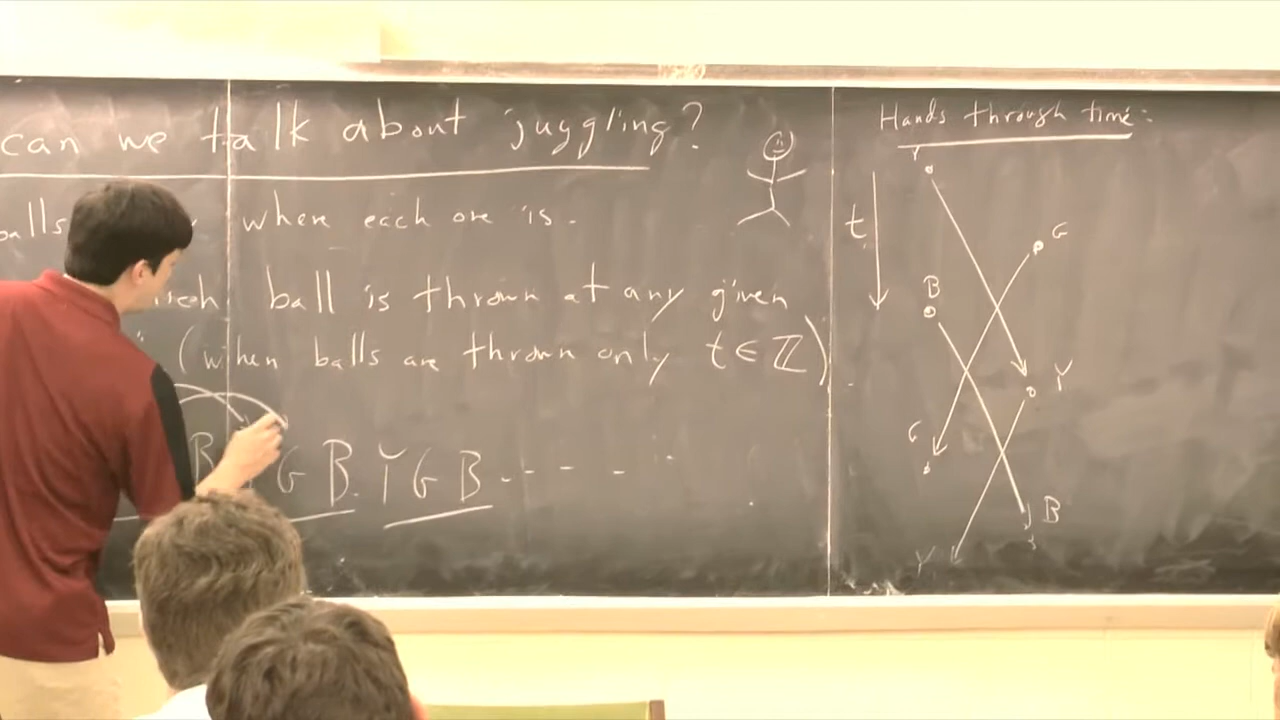 can we talk about juggling?
balls where each one is.
ball is thrown at any given
(when balls are thrown only t ∈ ℤ)
B G B. Y G B - - - -
Hands through time:
Y
t
G
B
Y
G
B
Y